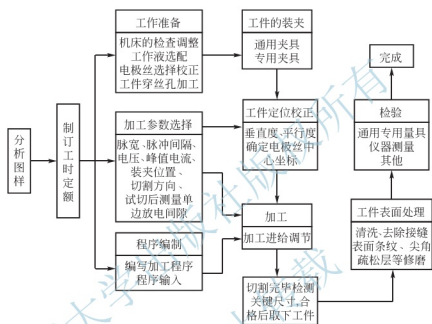 分析图样
制订工时定额
工作准备
机床的检查调整
工作液选配
电极丝选择校正
工件穿丝孔加工
加工参数选择
脉宽、脉冲间隔、
电压、峰值电流、
装夹位置、
切割方向、
试切后测量单
边放电间隙
程序编制
编写加工程序
程序输入
工件的装夹
通用夹具
专用夹具
工件定位校正
垂直度、平行度
确定电极丝中
心坐标
加工
加工进给调节
切割完毕检测
关键尺寸,合
格后取下工件
工件表面处理
清洗、去除接缝
表面条纹、尖角
疏松层等修磨
检验
通用专用量具
仪器测量
其他
完成
大学出版社版权所有